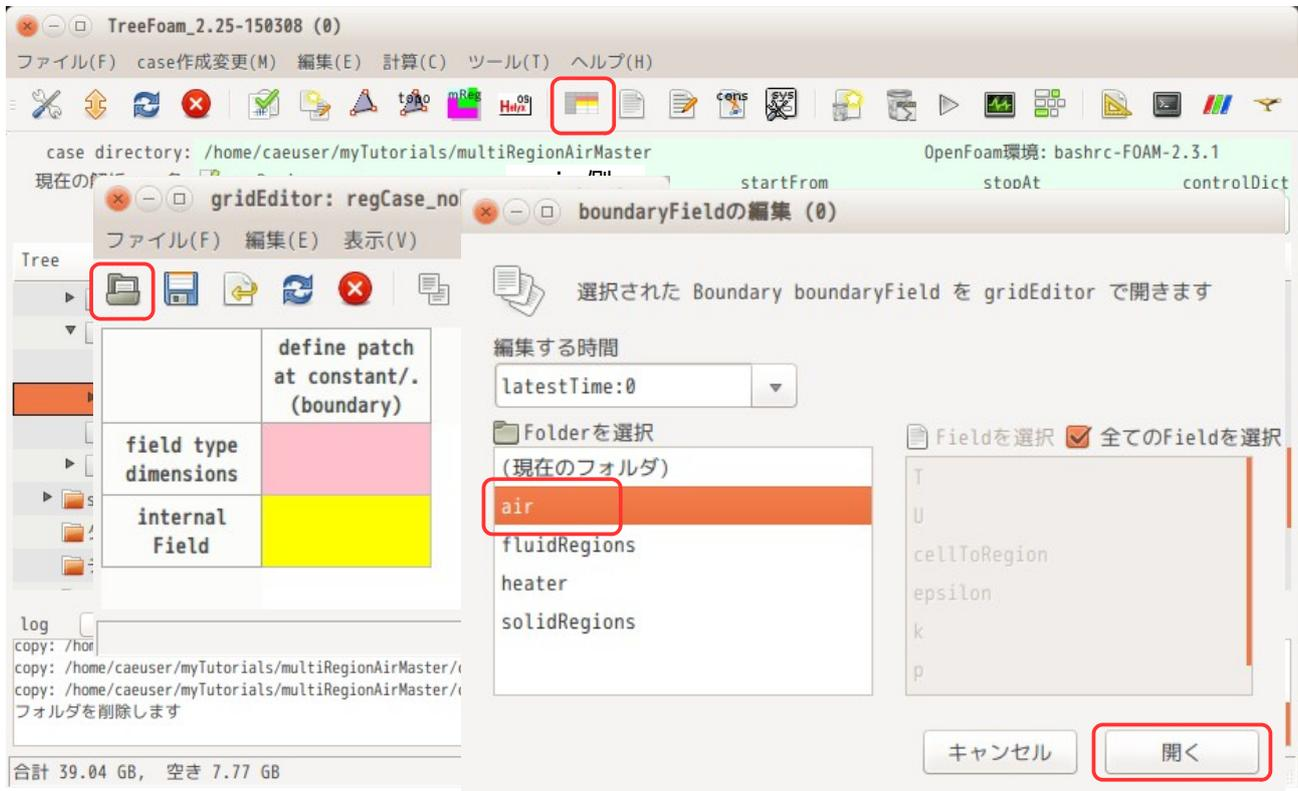 TreeFoam_2.25-150308 (0)
ファイル(F) case作成変更(M) 編集(E) 計算(C) ツール(T) ヘルプ(H)
topo mReg Helyx OS cons sys
case directory: /home/caeuser/myTutorials/multiRegionAirMaster
OpenFoam環境: bashrc-FOAM-2.3.1
現在の
startFrom stopAt controlDict
Tree
gridEditor: regCase_no
ファイル(F) 編集(E) 表示(V)
define patch
at constant/.
(boundary)
field type
dimensions
internal
Field
boundaryFieldの編集 (0)
選択された Boundary boundaryField を gridEditor で開きます
編集する時間
latestTime:0
Folderを選択
(現在のフォルダ)
air
fluidRegions
heater
solidRegions
Fieldを選択 全てのFieldを選択
T
U
cellToRegion
epsilon
k
p
キャンセル 開く
log
copy: /hom
copy: /home/caeuser/myTutorials/multiRegionAirMaster/
copy: /home/caeuser/myTutorials/multiRegionAirMaster/
フォルダを削除します
合計 39.04 GB, 空き 7.77 GB